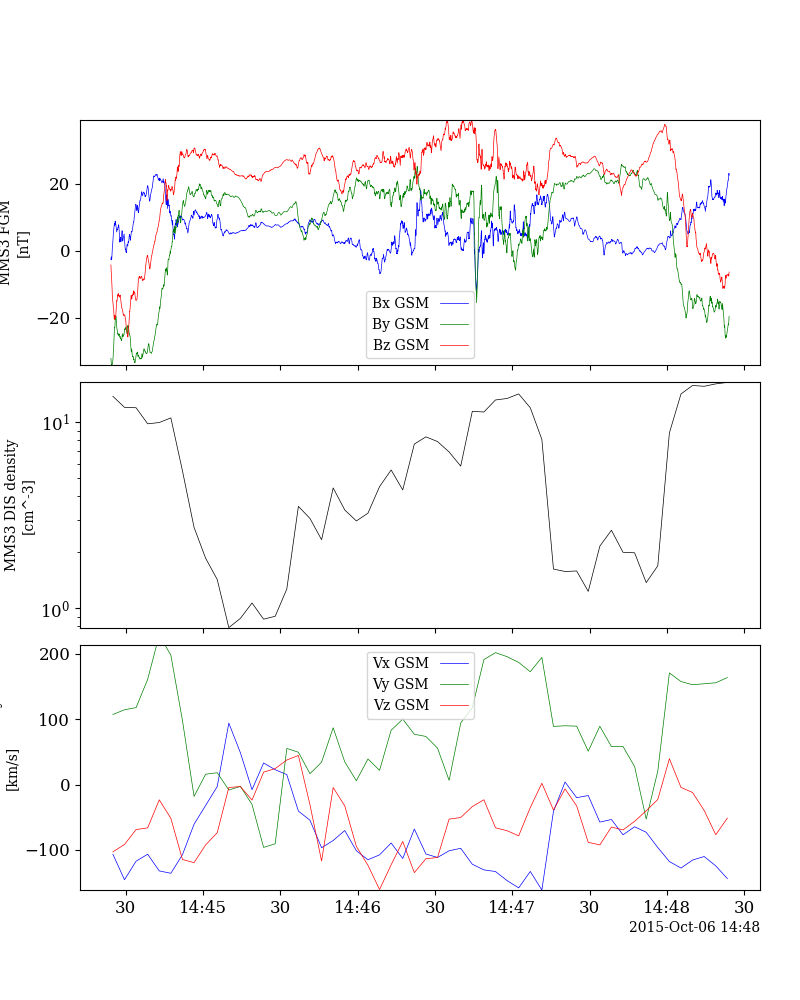 20
0
−20
MMS3 FGM
[nT]
Bx GSM
By GSM
Bz GSM
10^1
10^0
MMS3 DIS density
[cm^-3]
200
100
0
−100
[km/s]
Vx GSM
Vy GSM
Vz GSM
30
14:45
30
14:46
30
14:47
30
14:48
30
2015-Oct-06 14:48